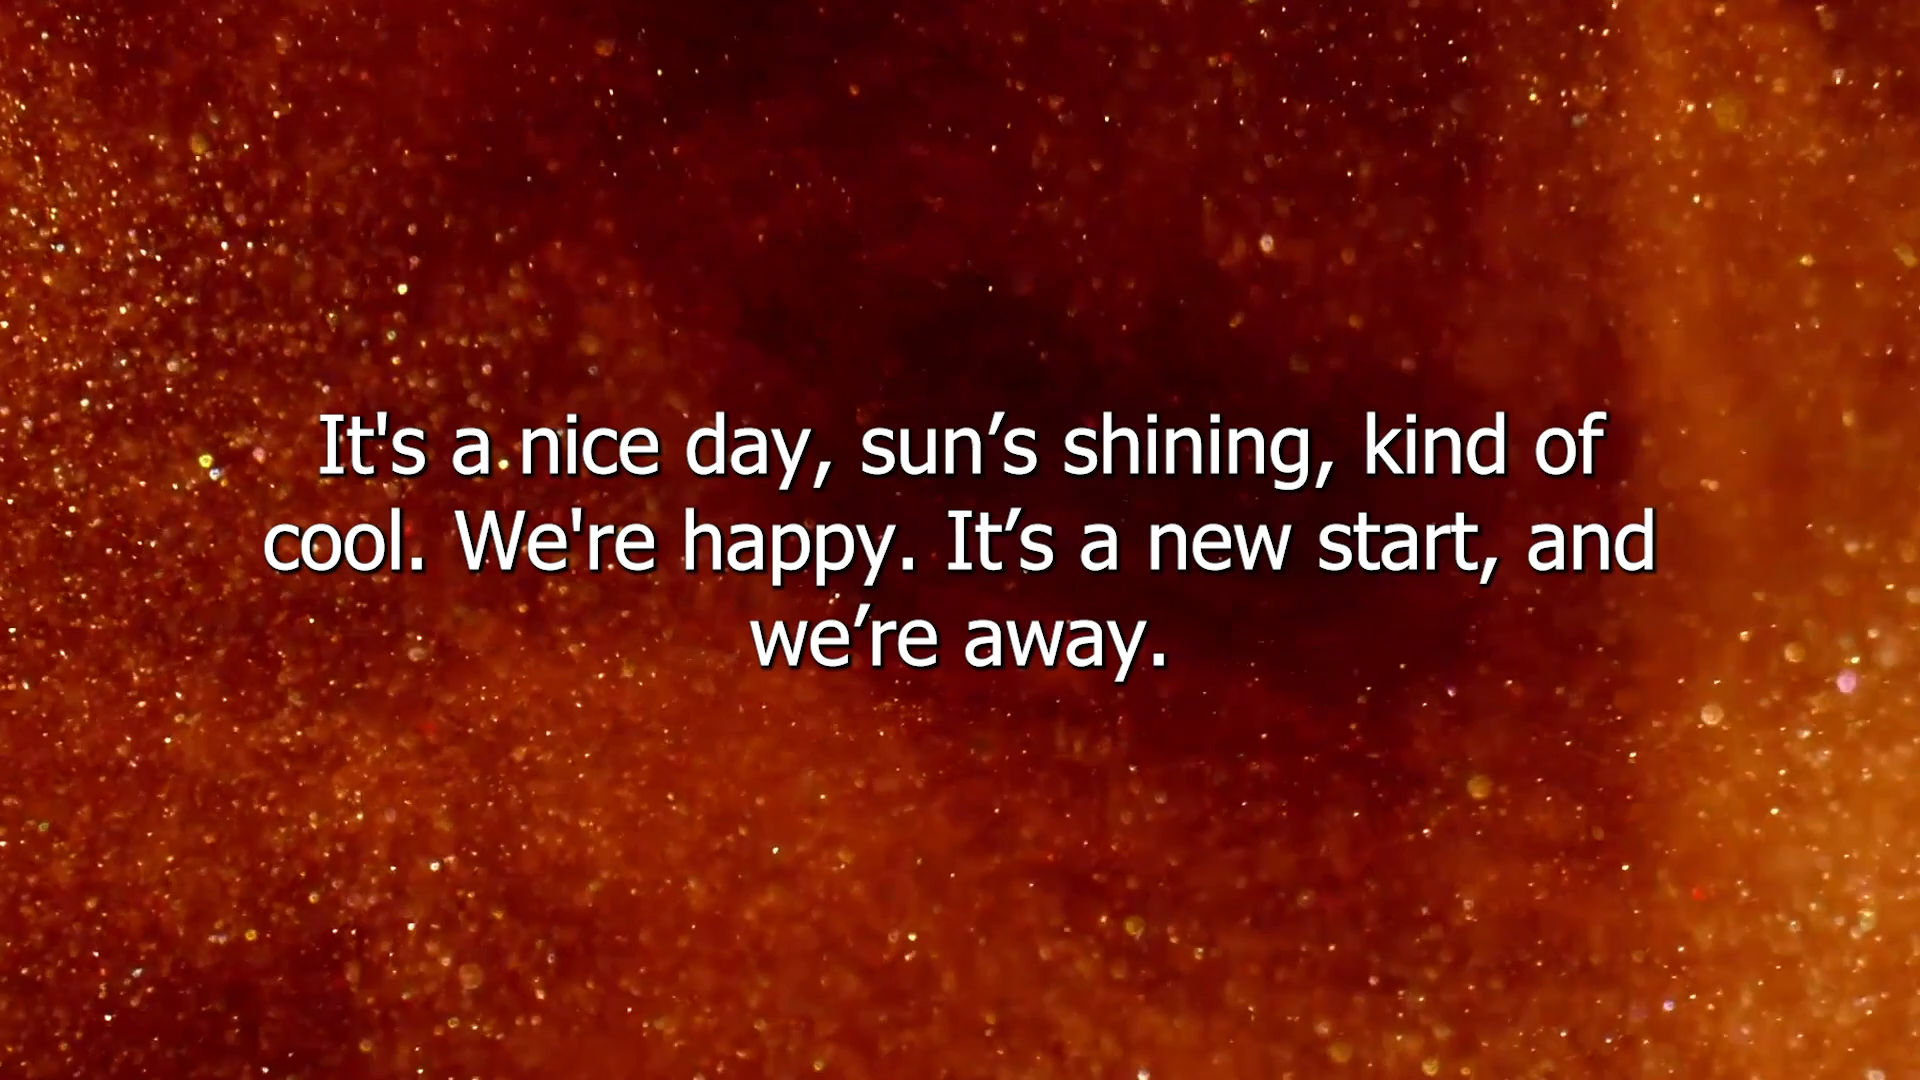 It's a nice day, sun’s shining, kind of
cool. We're happy. It’s a new start, and
we’re away.